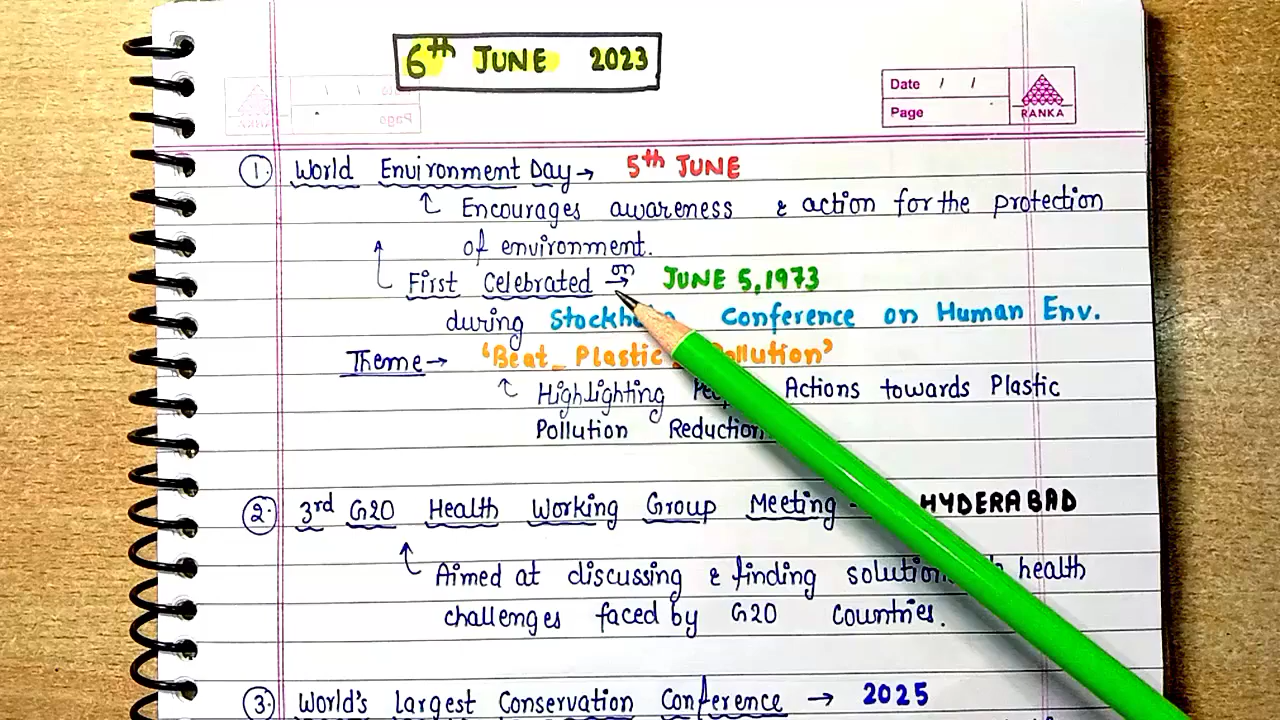 6th JUNE 2023
Date / /
Page
RANKA
1. World Environment Day → 5th JUNE
Encourages awareness & action for the protection
of environment.
First Celebrated on → JUNE 5, 1973
during Conference on Human Env.
Theme → 'Beat_Plastic_Pollution'
Highlighting Actions towards Plastic
Pollution Reduction
2. 3rd G20 Health Working Group Meeting - HYDERABAD
Aimed at discussing & finding health
challenges faced by G20 Countries.
3. World's largest Conservation Conference → 2025